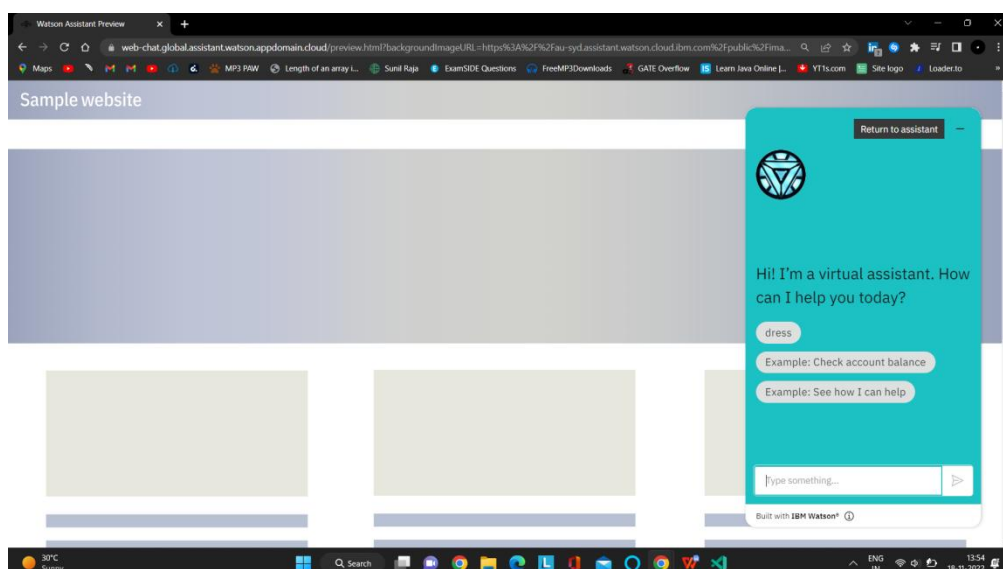 Watson Assistant Preview
web-chat.global.assistant.watson.appdomain.cloud/preview.html?backgroundImageURL=https%3A%2F%2Fau-syd.assistant.watson.cloud.ibm.com%2Fpublic%2Fima...
Maps MP3 PAW Length of an array i... Sunil Raja ExamSIDE Questions FreeMP3Downloads GATE Overflow IS Learn Java Online |... YT1s.com Site logo Loader.to »
Sample website
Return to assistant
Hi! I'm a virtual assistant. How
can I help you today?
dress
Example: Check account balance
Example: See how I can help
Type something...
Built with IBM Watson®
30°C
Sunny
Search
ENG
IN
13:54
18-11-2022